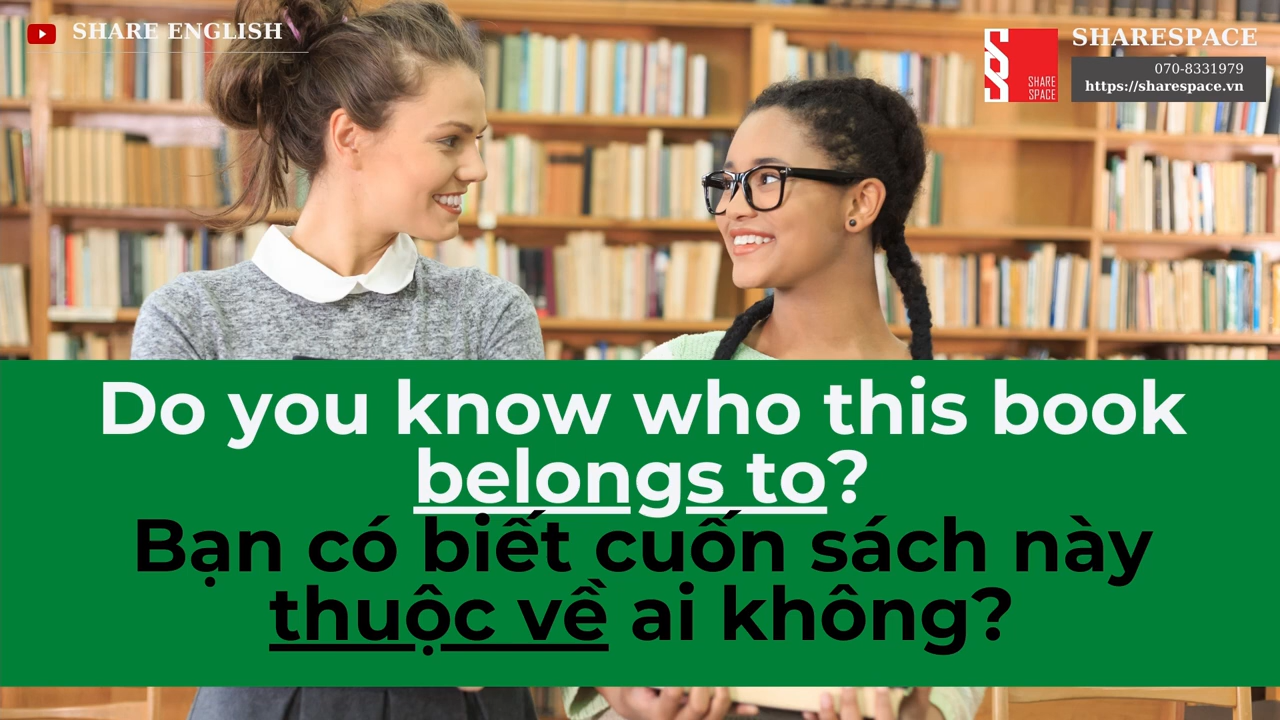 SHARE ENGLISH
SHARESPACE
070-8331979
https://sharespace.vn
SHARE
SPACE
Do you know who this book
belongs to?
Bạn có biết cuốn sách này
thuộc về ai không?